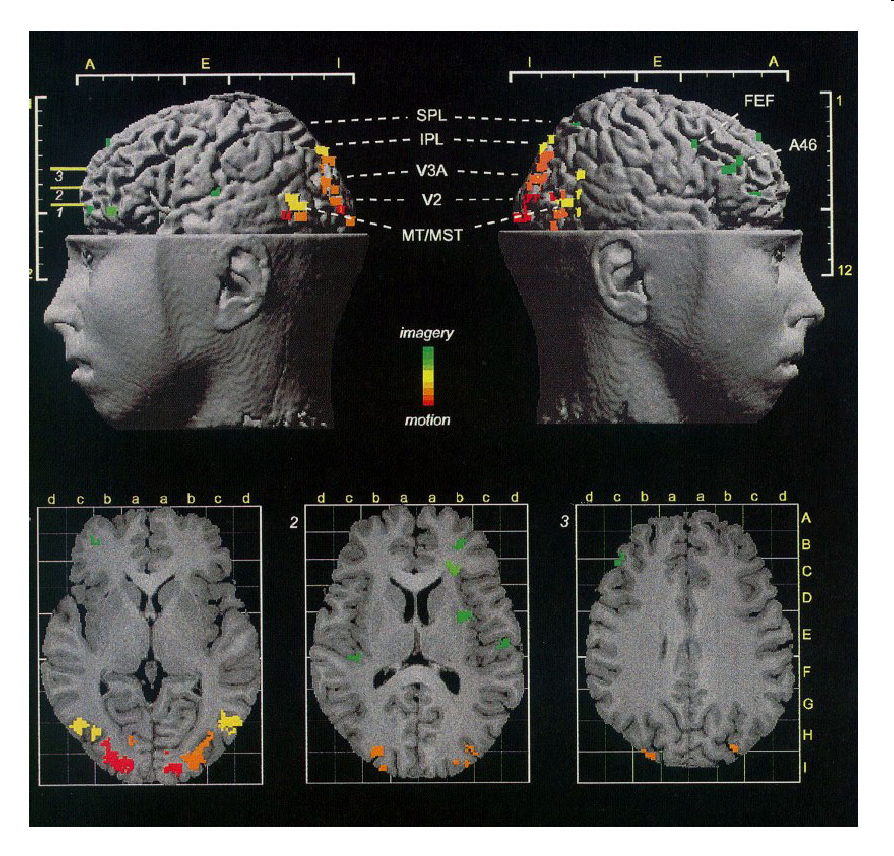 A E I
I E A
SPL
IPL
V3A
V2
MT/MST
FEF
A46
3
2
1
1
12
imagery
motion
d c b a a b c d
2
d c b a a b c d
3
d c b a a b c d
A
B
C
D
E
F
G
H
I